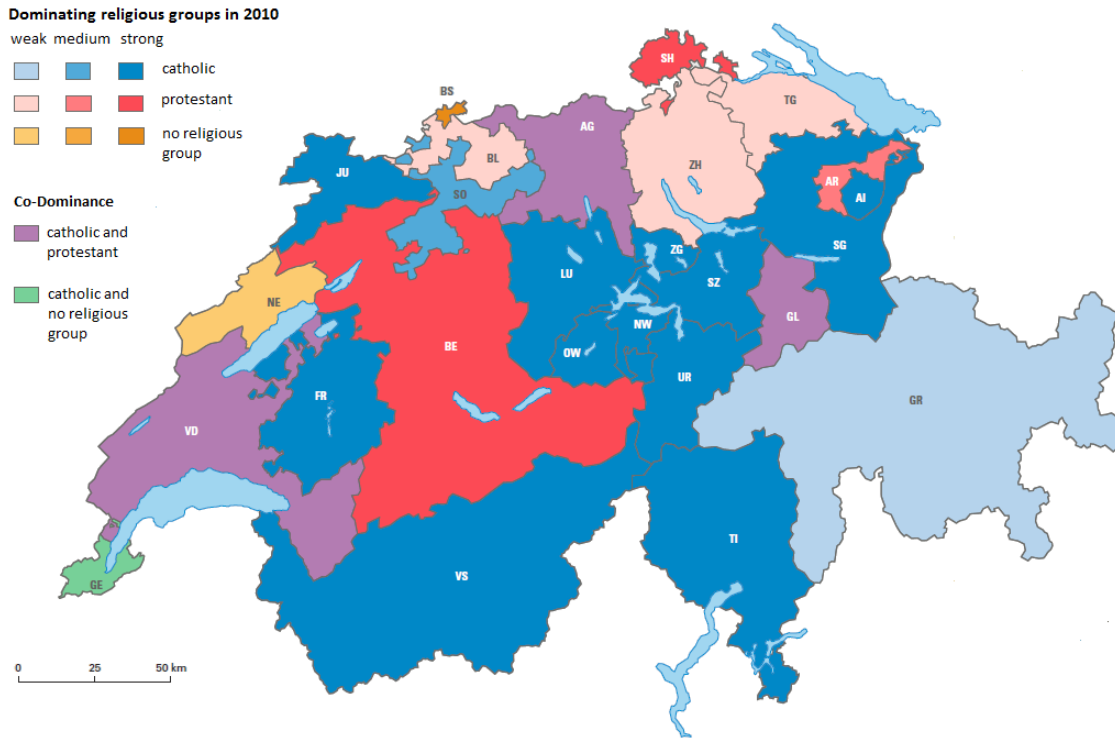 Dominating religious groups in 2010
weak medium strong
catholic
protestant
no religious
group
Co-Dominance
catholic and
protestant
catholic and
no religious
group
SH
BS
TG
AG
BL
ZH
JU
AR
SO
AI
SG
ZG
LU
SZ
NE
GL
NW
BE
OW
UR
FR
GR
VD
TI
VS
GE
0 25 50 km